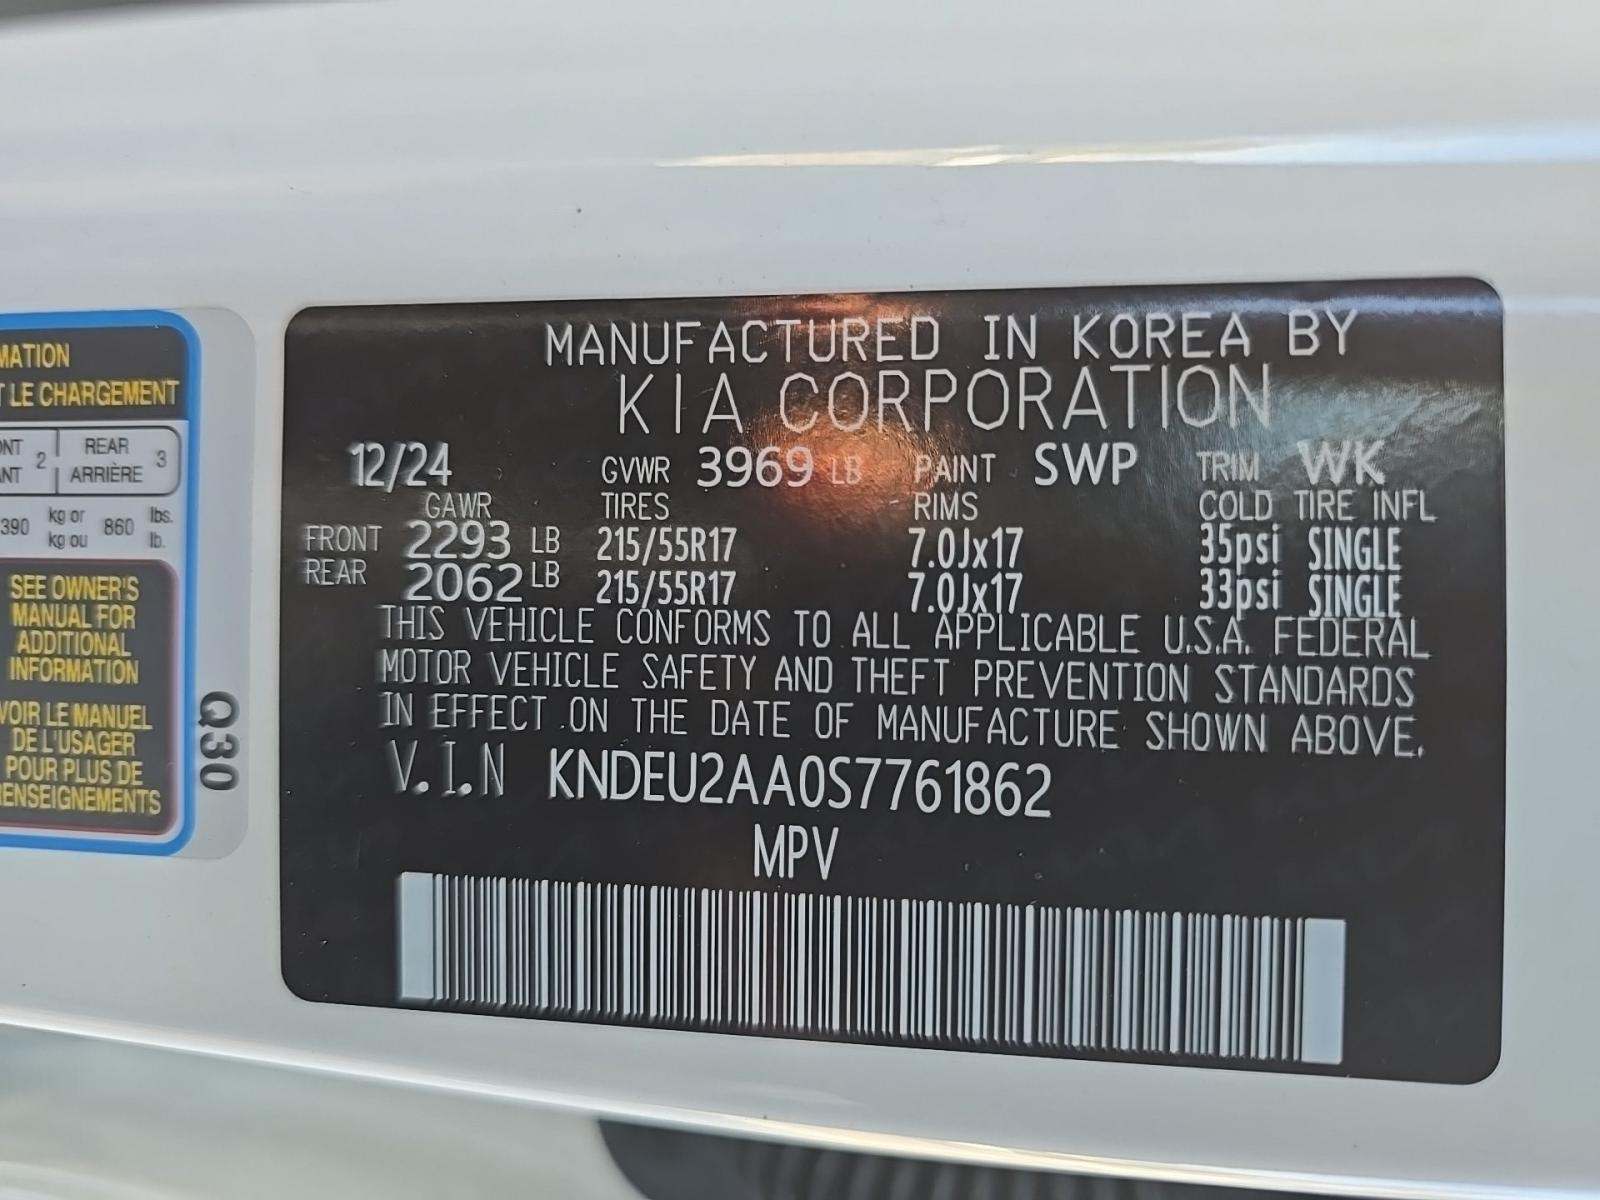 MATION
T LE CHARGEMENT
2 | REAR 3
ARRIÈRE
390 kg or 860 lbs.
kg ou lb.
SEE OWNER'S
MANUAL FOR
ADDITIONAL
INFORMATION
VOIR LE MANUEL
DE L'USAGER
POUR PLUS DE
RENSEIGNEMENTS
Q30
MANUFACTURED IN KOREA BY
KIA CORPORATION
12/24 GVWR 3969 LB PAINT SWP TRIM WK
GAWR TIRES RIMS COLD TIRE INFL
FRONT 2293 LB 215/55R17 7.0Jx17 35psi SINGLE
REAR 2062 LB 215/55R17 7.0Jx17 33psi SINGLE
THIS VEHICLE CONFORMS TO ALL APPLICABLE U.S.A. FEDERAL
MOTOR VEHICLE SAFETY AND THEFT PREVENTION STANDARDS
IN EFFECT ON THE DATE OF MANUFACTURE SHOWN ABOVE.
V.I.N KNDEU2AA0S7761862
MPV